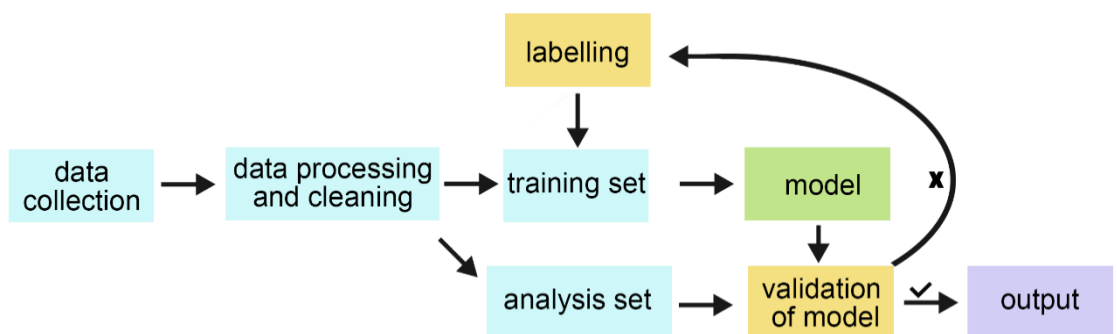 labelling
data
collection
data processing
and cleaning
training set
model
x
analysis set
validation
of model
output